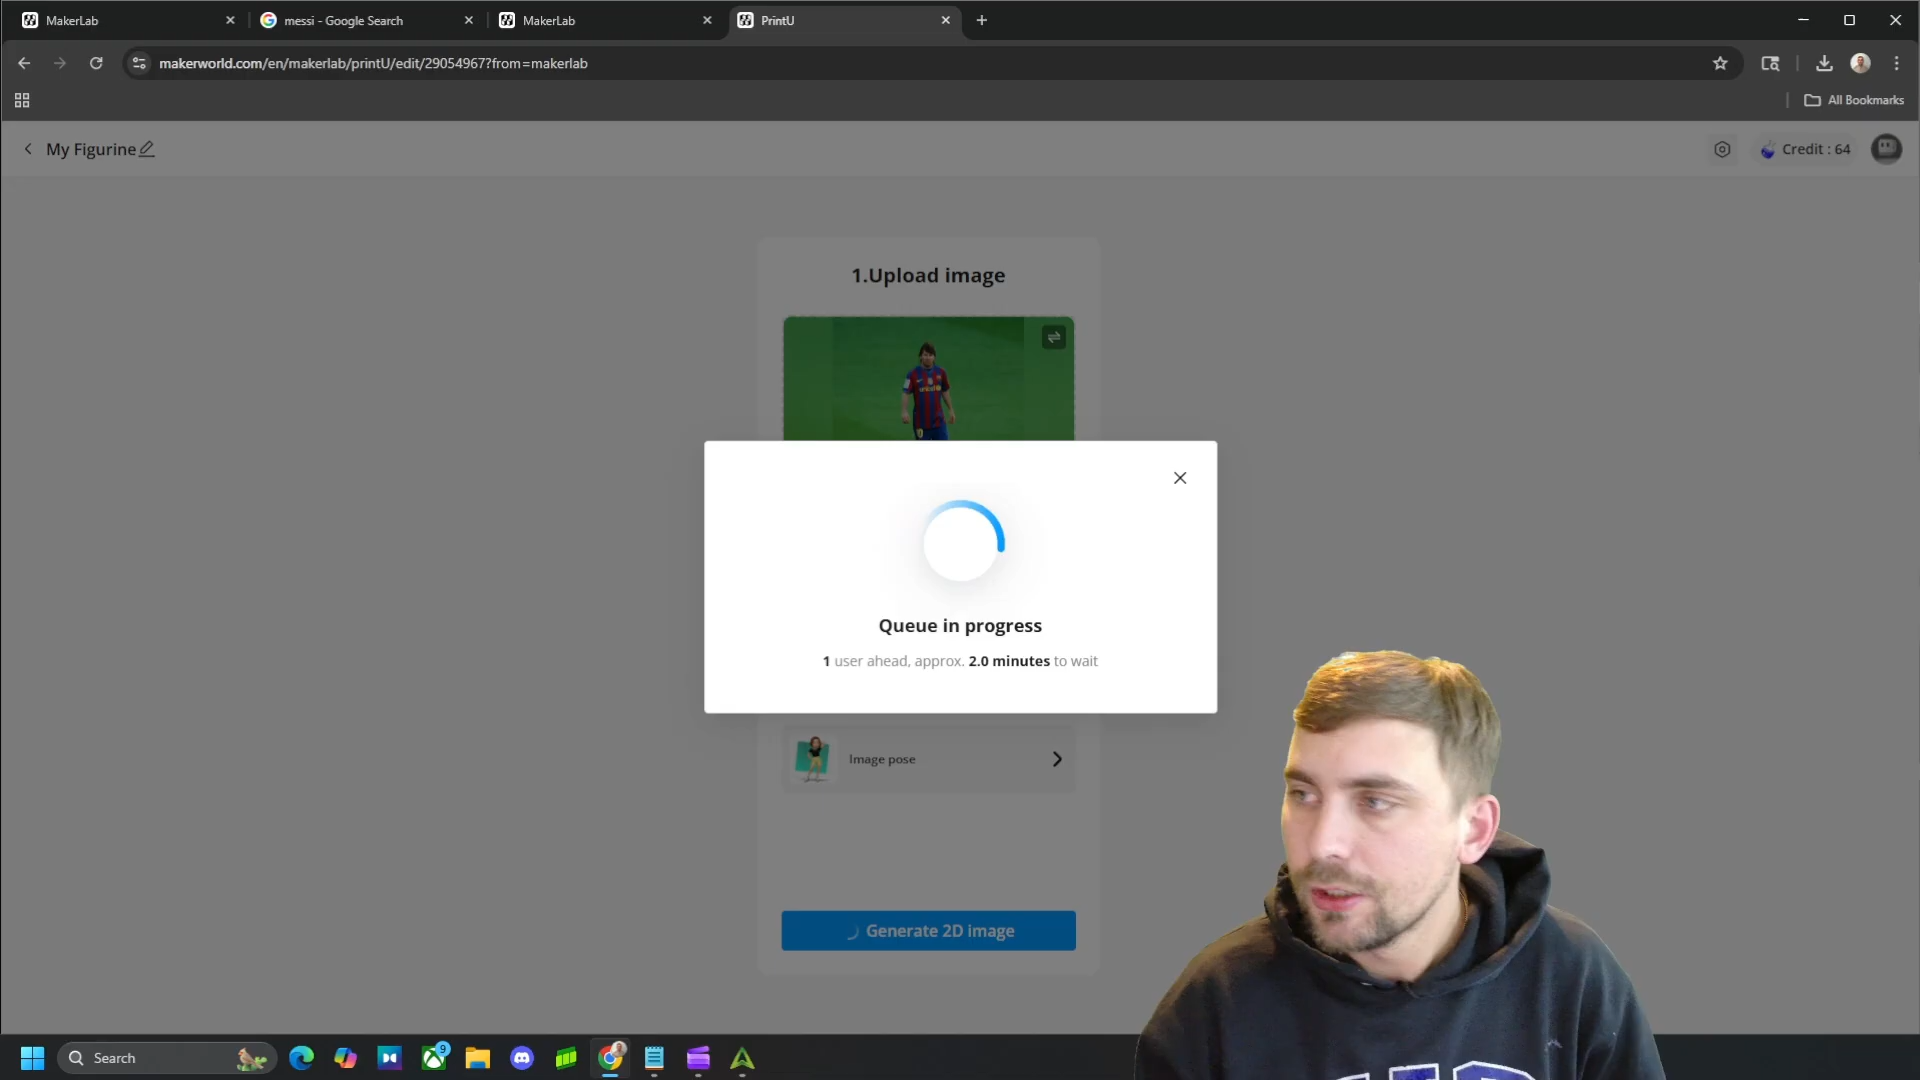 MakerLab
messi - Google Search
MakerLab
PrintU
makerworld.com/en/makerlab/printU/edit/29054967?from=makerlab
All Bookmarks
My Figurine
Credit : 64
1.Upload image
Queue in progress
1 user ahead, approx. 2.0 minutes to wait
Image pose
Generate 2D image
Search
9